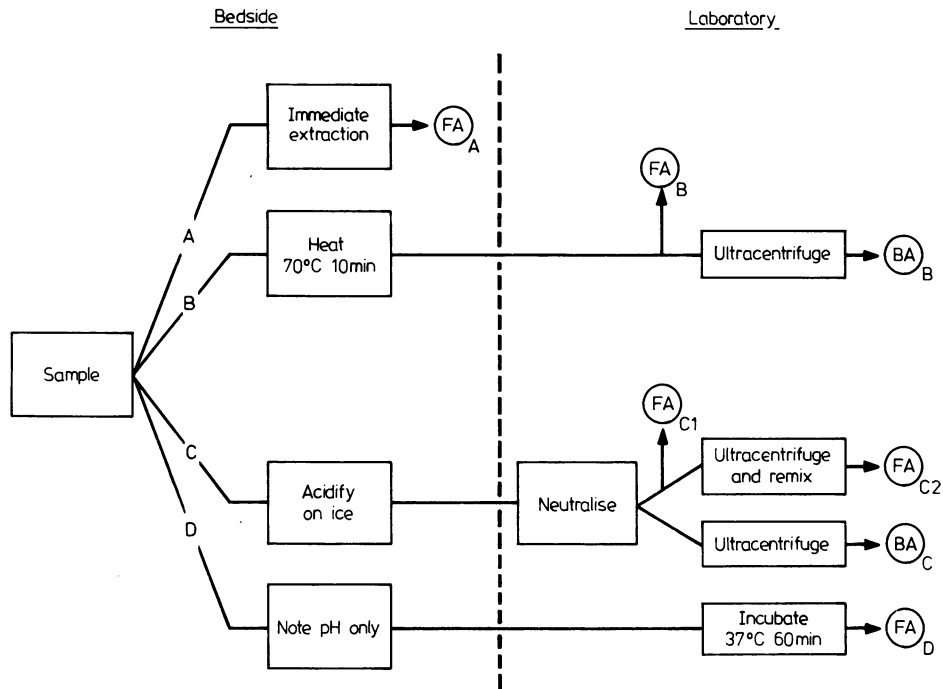 Bedside
Laboratory
Immediate
extraction
FA
A
FA
B
A
Heat
70°C 10min
Ultracentrifuge
BA
B
B
Sample
FA
C1
C
Ultracentrifuge
and remix
FA
C2
Acidify
on ice
Neutralise
D
Ultracentrifuge
BA
C
Note pH only
Incubate
37°C 60min
FA
D